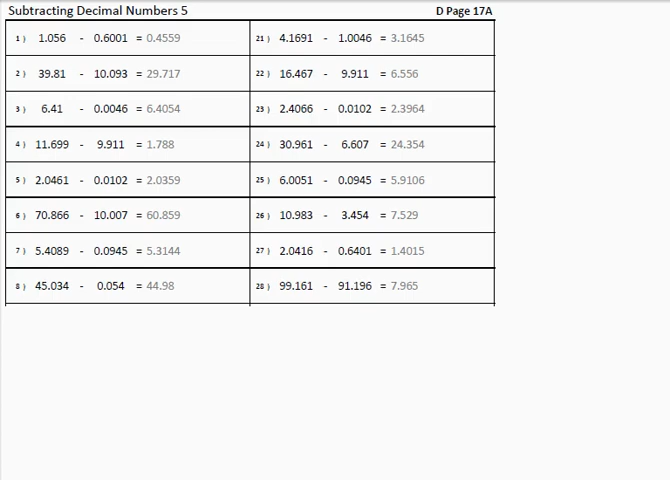 Subtracting Decimal Numbers 5 D Page 17A
1 ) 1.056 - 0.6001 = 0.4559
21 ) 4.1691 - 1.0046 = 3.1645
2 ) 39.81 - 10.093 = 29.717
22 ) 16.467 - 9.911 = 6.556
3 ) 6.41 - 0.0046 = 6.4054
23 ) 2.4066 - 0.0102 = 2.3964
4 ) 11.699 - 9.911 = 1.788
24 ) 30.961 - 6.607 = 24.354
5 ) 2.0461 - 0.0102 = 2.0359
25 ) 6.0051 - 0.0945 = 5.9106
6 ) 70.866 - 10.007 = 60.859
26 ) 10.983 - 3.454 = 7.529
7 ) 5.4089 - 0.0945 = 5.3144
27 ) 2.0416 - 0.6401 = 1.4015
8 ) 45.034 - 0.054 = 44.98
28 ) 99.161 - 91.196 = 7.965